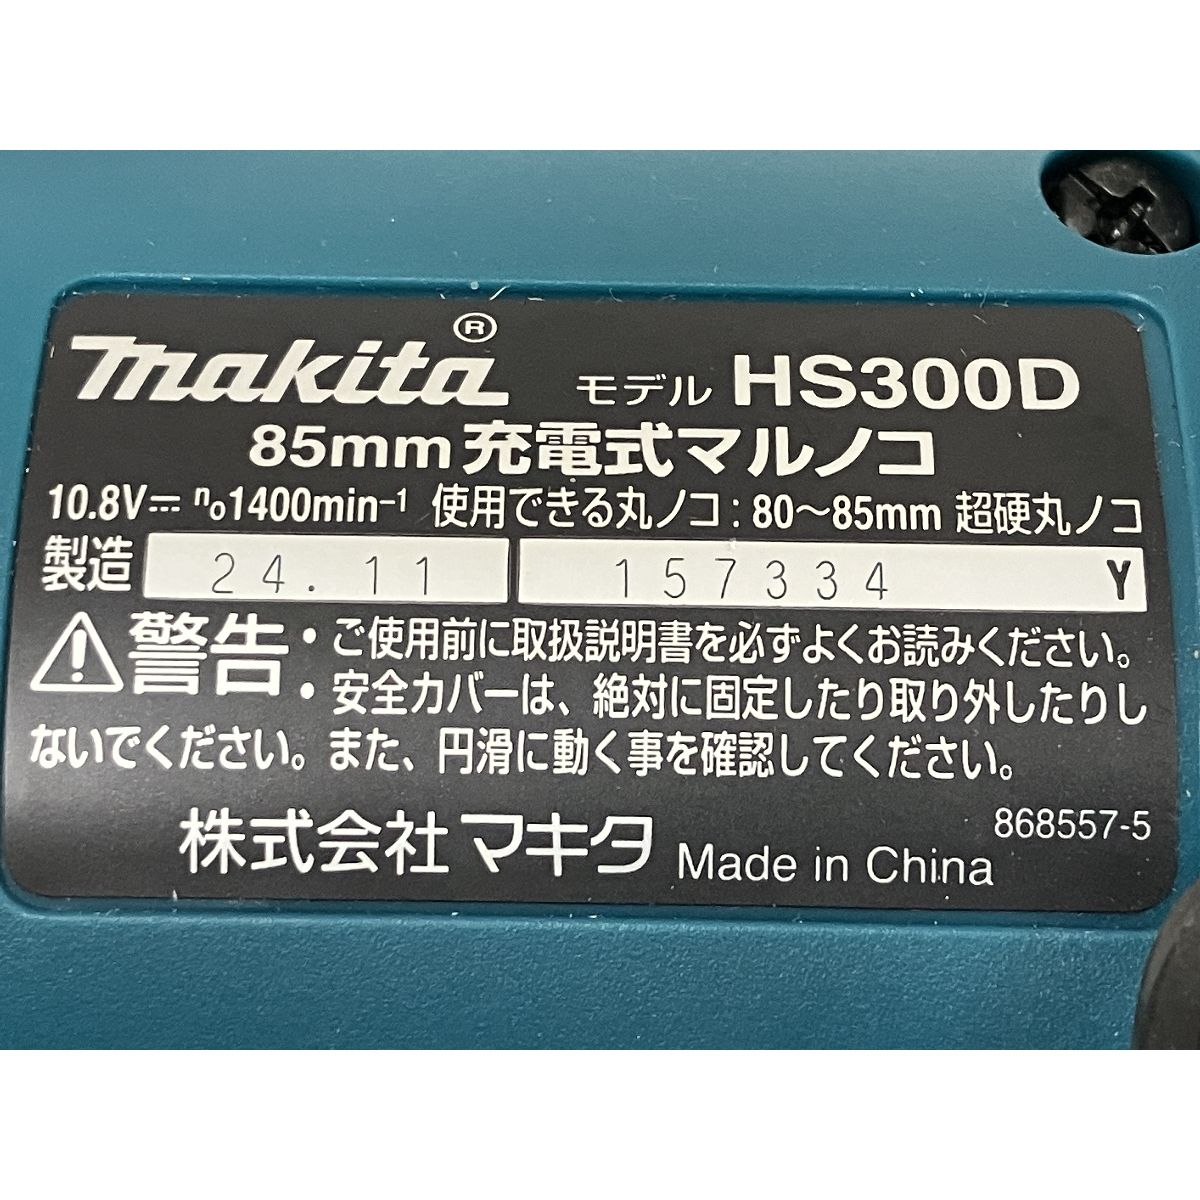 makita®
モデル HS300D
85mm 充電式マルノコ
10.8V⎓ n₀1400min⁻¹ 使用できる丸ノコ：80～85mm 超硬丸ノコ
製造 24.11 157334 Y
警告・ご使用前に取扱説明書を必ずよくお読みください。
・安全カバーは、絶対に固定したり取り外したりし
ないでください。また、円滑に動く事を確認してください。
868557-5
株式会社マキタ Made in China